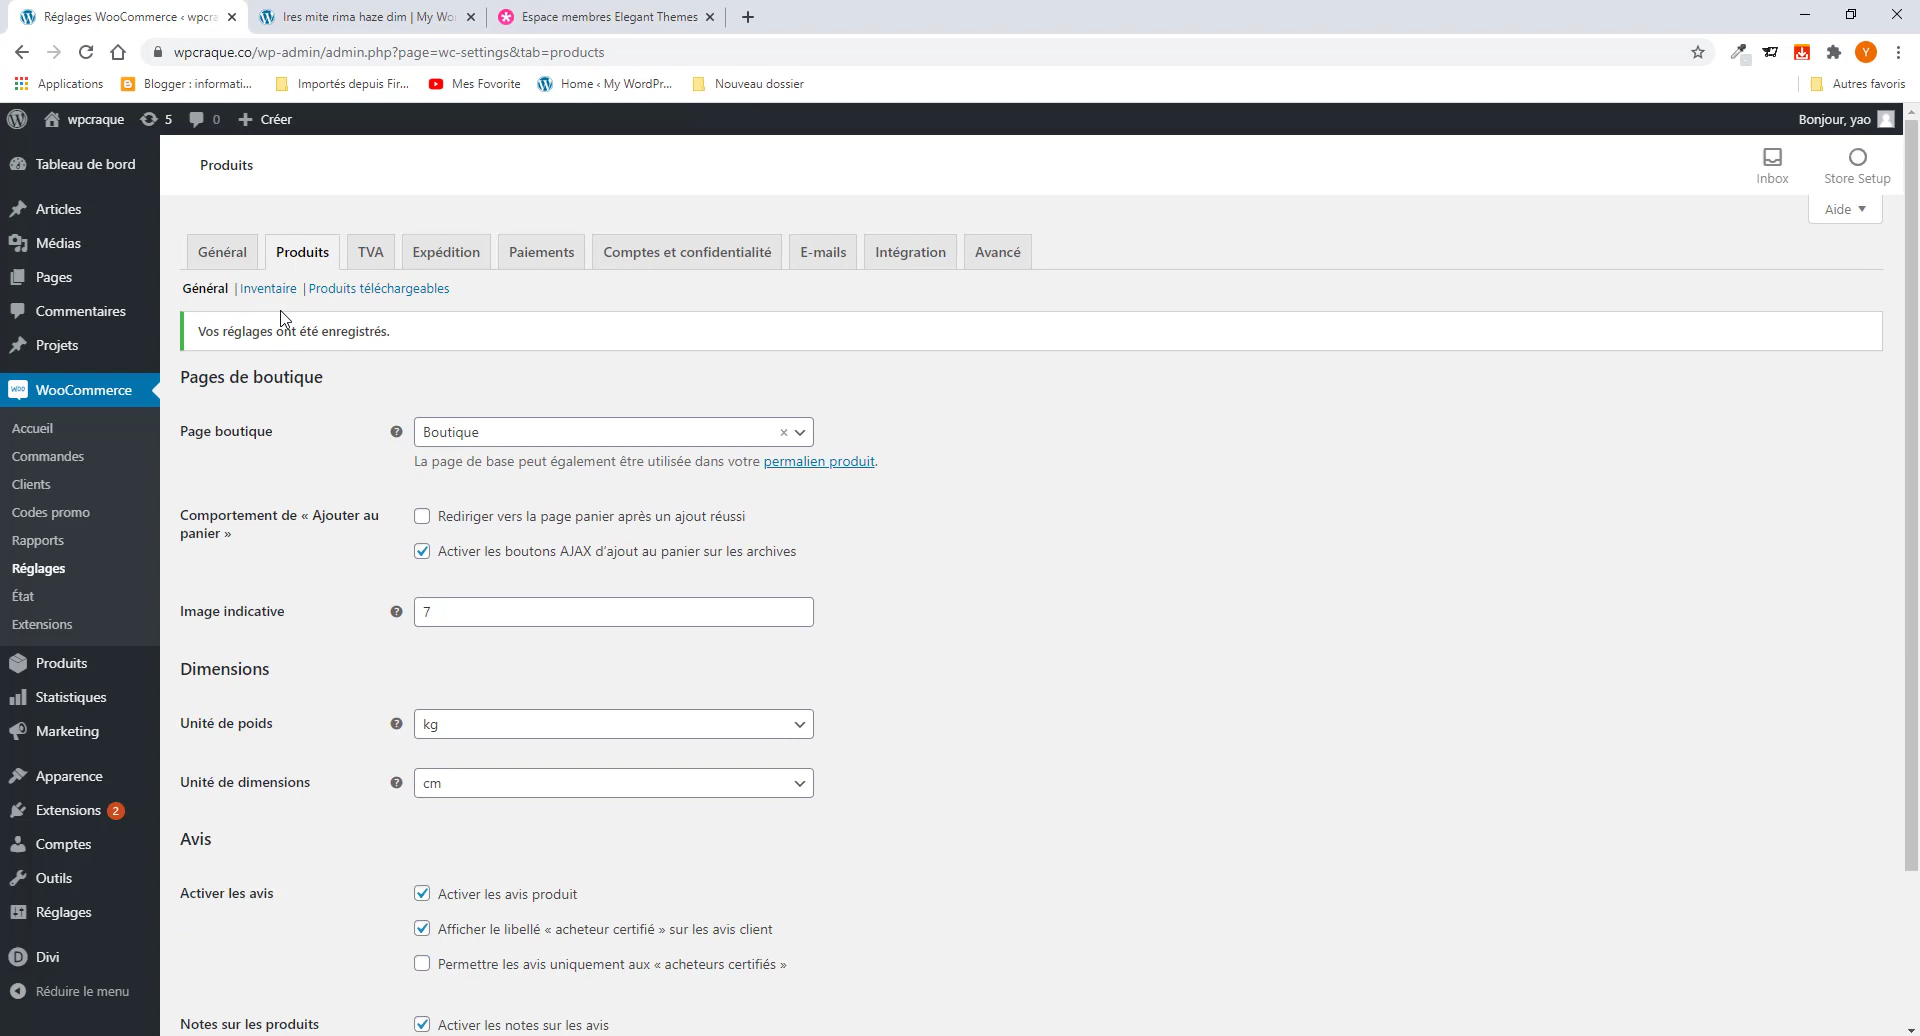 Réglages WooCommerce ‹ wpcra
Ires mite rima haze dim | My Wo
Espace membres Elegant Themes
wpcraque.co/wp-admin/admin.php?page=wc-settings&tab=products
Y
Applications
Blogger : informati...
Importés depuis Fir...
Mes Fovorite
Home ‹ My WordPr...
Nouveau dossier
Autres favoris
wpcraque
5
0
Créer
Bonjour, yao
Tableau de bord
Articles
Médias
Pages
Commentaires
Projets
WooCommerce
Accueil
Commandes
Clients
Codes promo
Rapports
Réglages
État
Extensions
Produits
Statistiques
Marketing
Apparence
Extensions 2
Comptes
Outils
Réglages
Divi
Réduire le menu
Produits
Inbox
Store Setup
Aide
Général
Produits
TVA
Expédition
Paiements
Comptes et confidentialité
E-mails
Intégration
Avancé
Général | Inventaire | Produits téléchargeables
Vos réglages ont été enregistrés.
Pages de boutique
Page boutique
Boutique
La page de base peut également être utilisée dans votre permalien produit.
Comportement de « Ajouter au
panier »
Rediriger vers la page panier après un ajout réussi
Activer les boutons AJAX d’ajout au panier sur les archives
Image indicative
7
Dimensions
Unité de poids
kg
Unité de dimensions
cm
Avis
Activer les avis
Activer les avis produit
Afficher le libellé « acheteur certifié » sur les avis client
Permettre les avis uniquement aux « acheteurs certifiés »
Notes sur les produits
Activer les notes sur les avis